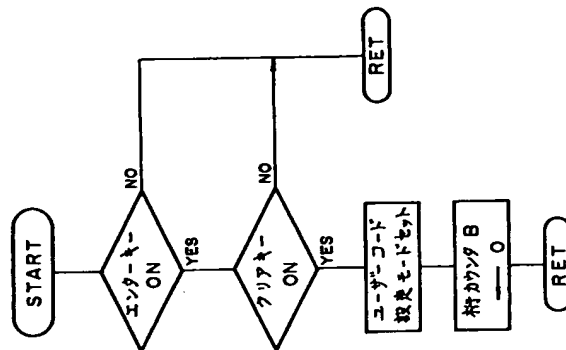 START
エンターキー
ON
NO
YES
クリアキー
ON
NO
YES
ユーザーコード
設定モードセット
桁カウンタ B
← 0
RET
RET